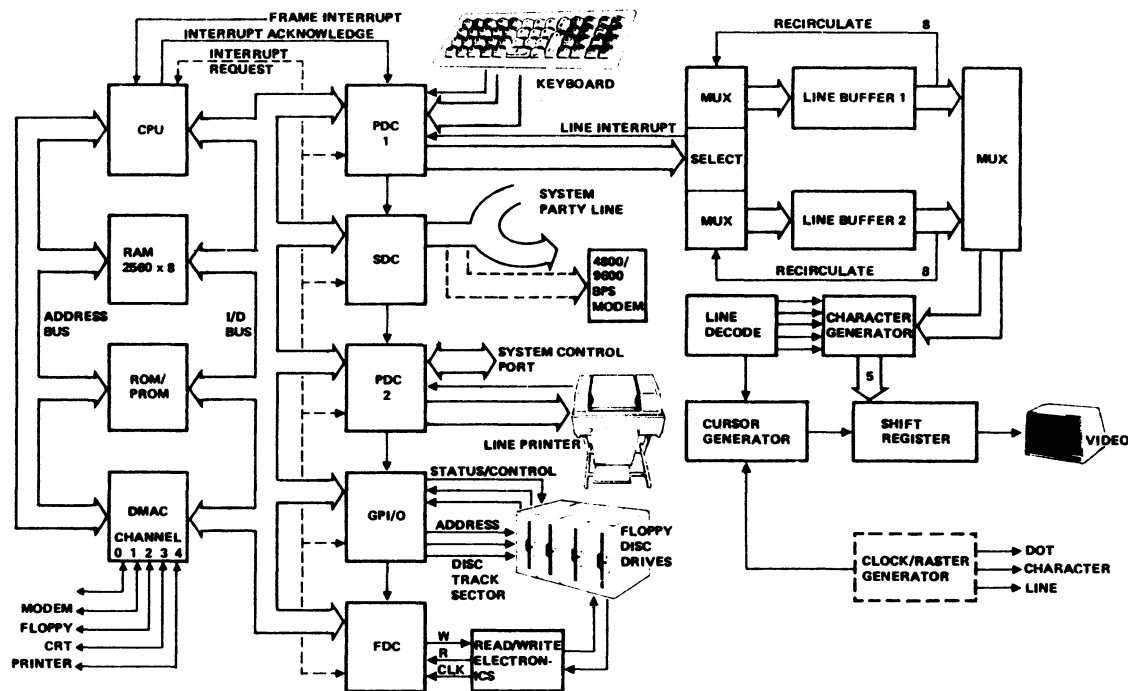 FRAME INTERRUPT
INTERRUPT ACKNOWLEDGE
INTERRUPT
REQUEST
CPU
RAM
2560 x 8
ADDRESS
BUS
I/D
BUS
ROM/
PROM
DMAC
CHANNEL
0 1 2 3 4
MODEM
FLOPPY
CRT
PRINTER
KEYBOARD
PDC
1
LINE INTERRUPT
SDC
SYSTEM
PARTY LINE
4800/
9600
BPS
MODEM
PDC
2
SYSTEM CONTROL
PORT
LINE PRINTER
GPI/O
STATUS/CONTROL
ADDRESS
DISC
TRACK
SECTOR
FLOPPY
DISC
DRIVES
FDC
W
R
CLK
READ/WRITE
ELECTRON-
ICS
RECIRCULATE
8
MUX
SELECT
MUX
LINE BUFFER 1
LINE BUFFER 2
MUX
RECIRCULATE
8
LINE
DECODE
CHARACTER
GENERATOR
5
CURSOR
GENERATOR
SHIFT
REGISTER
VIDEO
CLOCK/RASTER
GENERATOR
DOT
CHARACTER
LINE